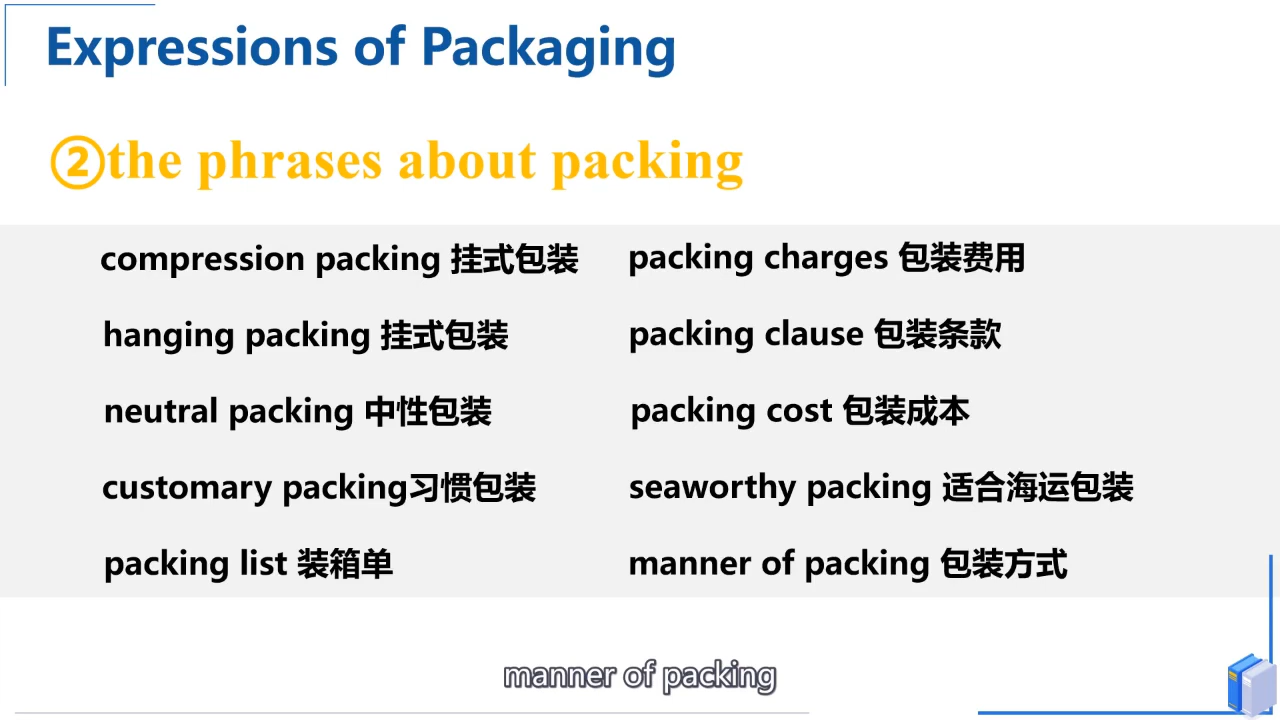 Expressions of Packaging
②the phrases about packing
compression packing 挂式包装
hanging packing 挂式包装
neutral packing 中性包装
customary packing习惯包装
packing list 装箱单
packing charges 包装费用
packing clause 包装条款
packing cost 包装成本
seaworthy packing 适合海运包装
manner of packing 包装方式
manner of packing